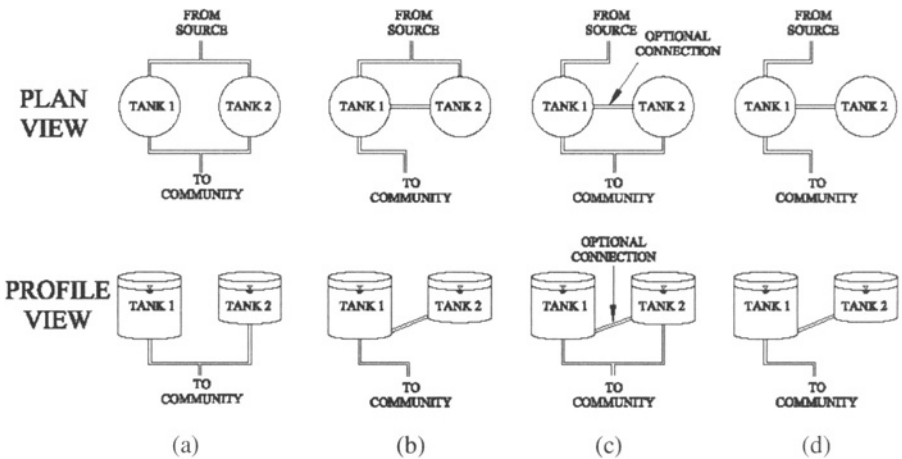 FROM
SOURCE
FROM
SOURCE
FROM
SOURCE
OPTIONAL
CONNECTION
FROM
SOURCE
PLAN
VIEW
TANK 1
TANK 2
TANK 1
TANK 2
TANK 1
TANK 2
TANK 1
TANK 2
TO
COMMUNITY
TO
COMMUNITY
TO
COMMUNITY
TO
COMMUNITY
OPTIONAL
CONNECTION
PROFILE
VIEW
TANK 1
TANK 2
TANK 1
TANK 2
TANK 1
TANK 2
TANK 1
TANK 2
TO
COMMUNITY
TO
COMMUNITY
TO
COMMUNITY
TO
COMMUNITY
(a)
(b)
(c)
(d)